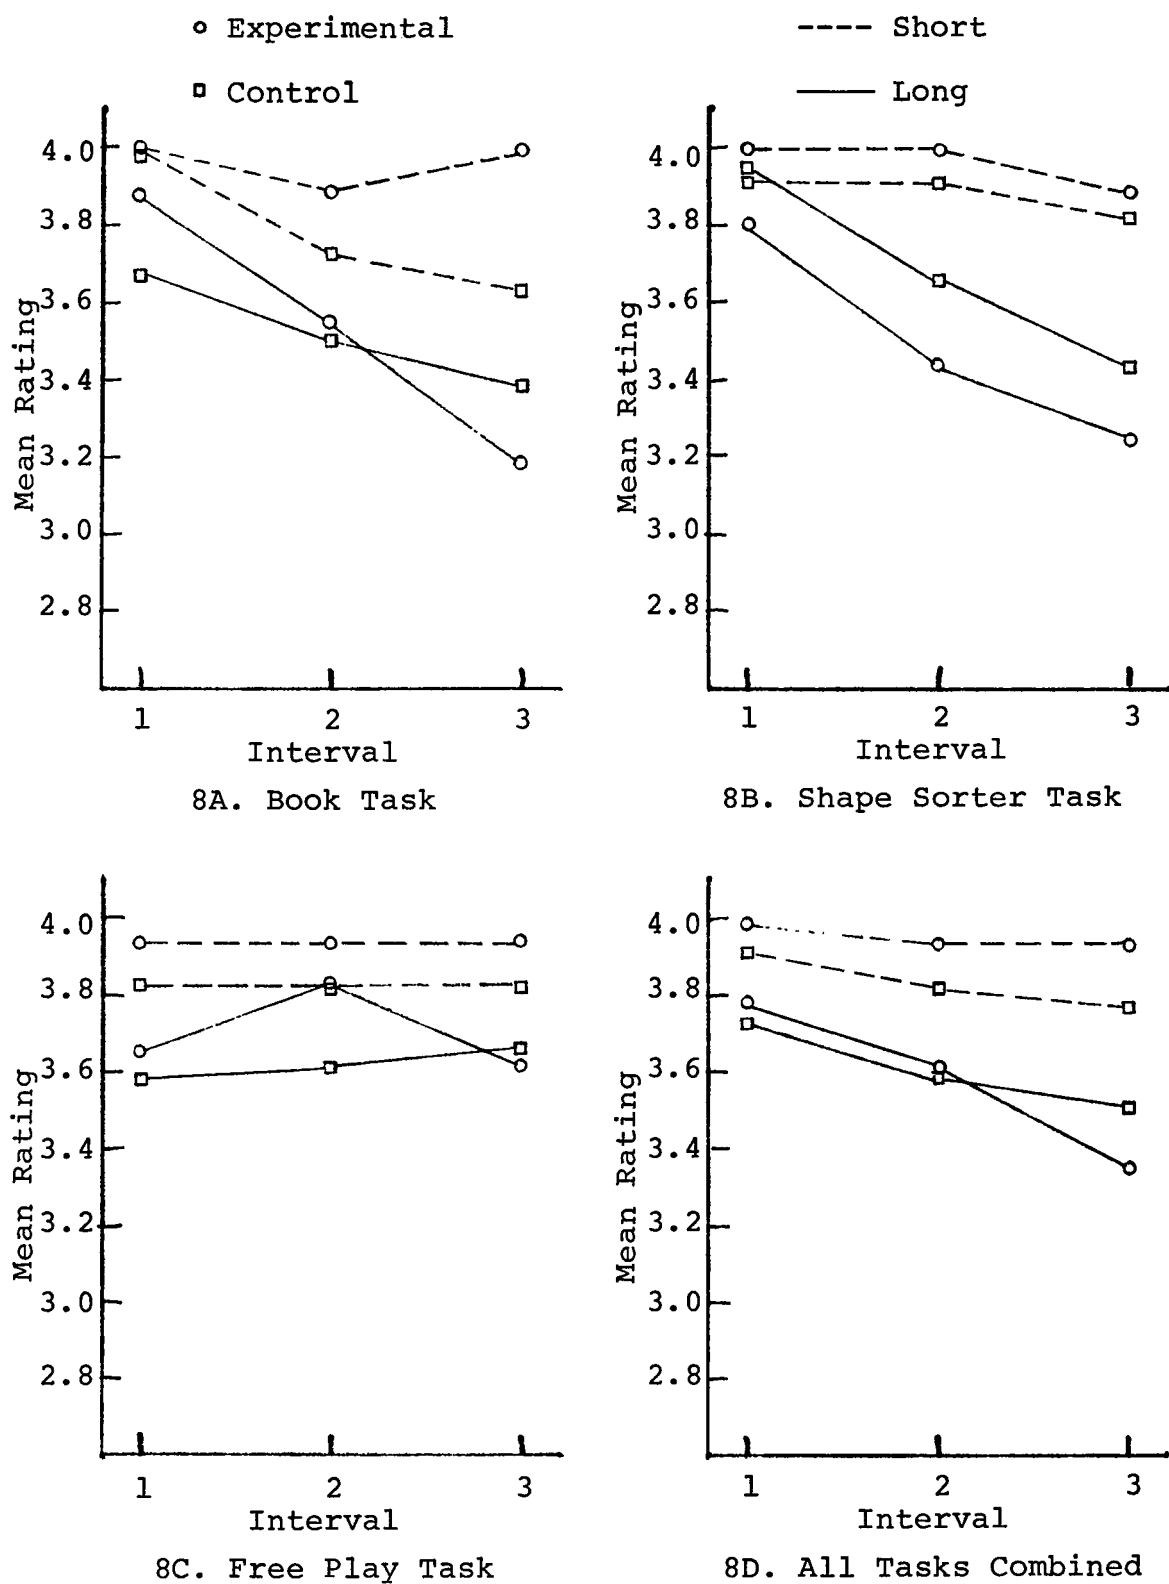 Experimental
Control
Short
Long
4.0
3.8
3.6
3.4
3.2
3.0
2.8
Mean Rating
1 2 3
Interval
8A. Book Task
4.0
3.8
3.6
3.4
3.2
3.0
2.8
Mean Rating
1 2 3
Interval
8B. Shape Sorter Task
4.0
3.8
3.6
3.4
3.2
3.0
2.8
Mean Rating
1 2 3
Interval
8C. Free Play Task
4.0
3.8
3.6
3.4
3.2
3.0
2.8
Mean Rating
1 2 3
Interval
8D. All Tasks Combined